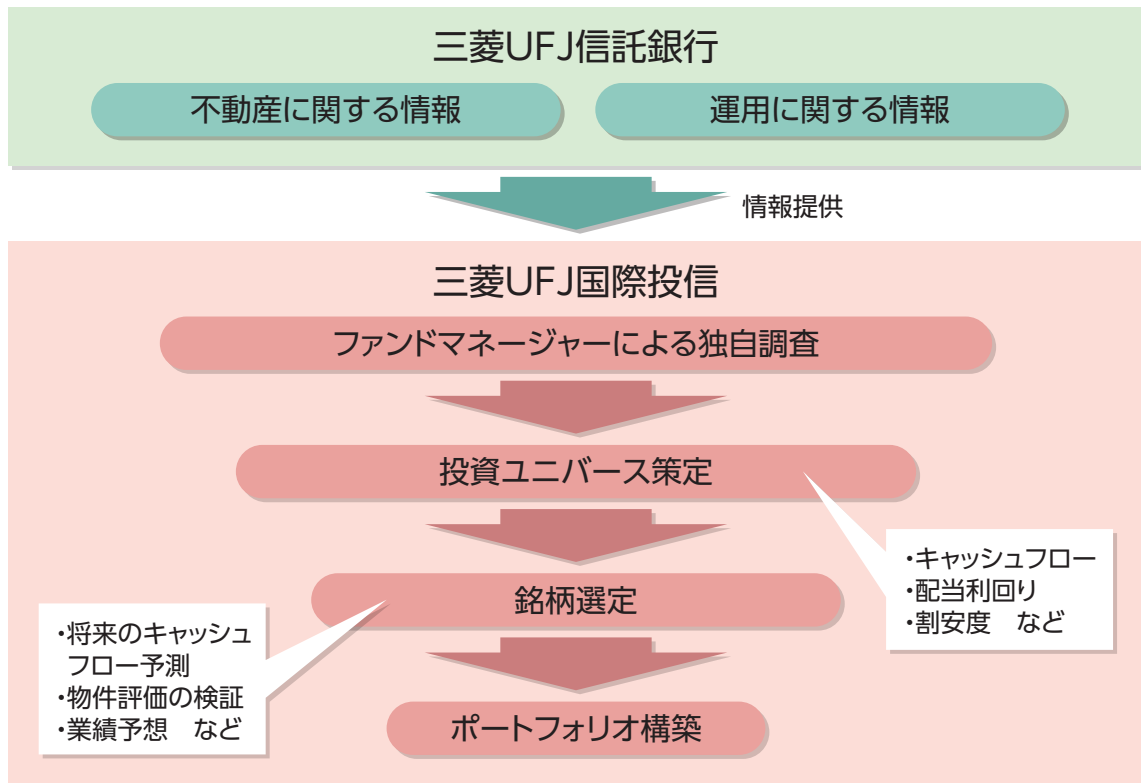 三菱UFJ信託銀行
不動産に関する情報
運用に関する情報
情報提供
三菱UFJ国際投信
ファンドマネージャーによる独自調査
投資ユニバース策定
・キャッシュフロー
・配当利回り
・割安度　など
銘柄選定
・将来のキャッシュ
フロー予測
・物件評価の検証
・業績予想　など
ポートフォリオ構築